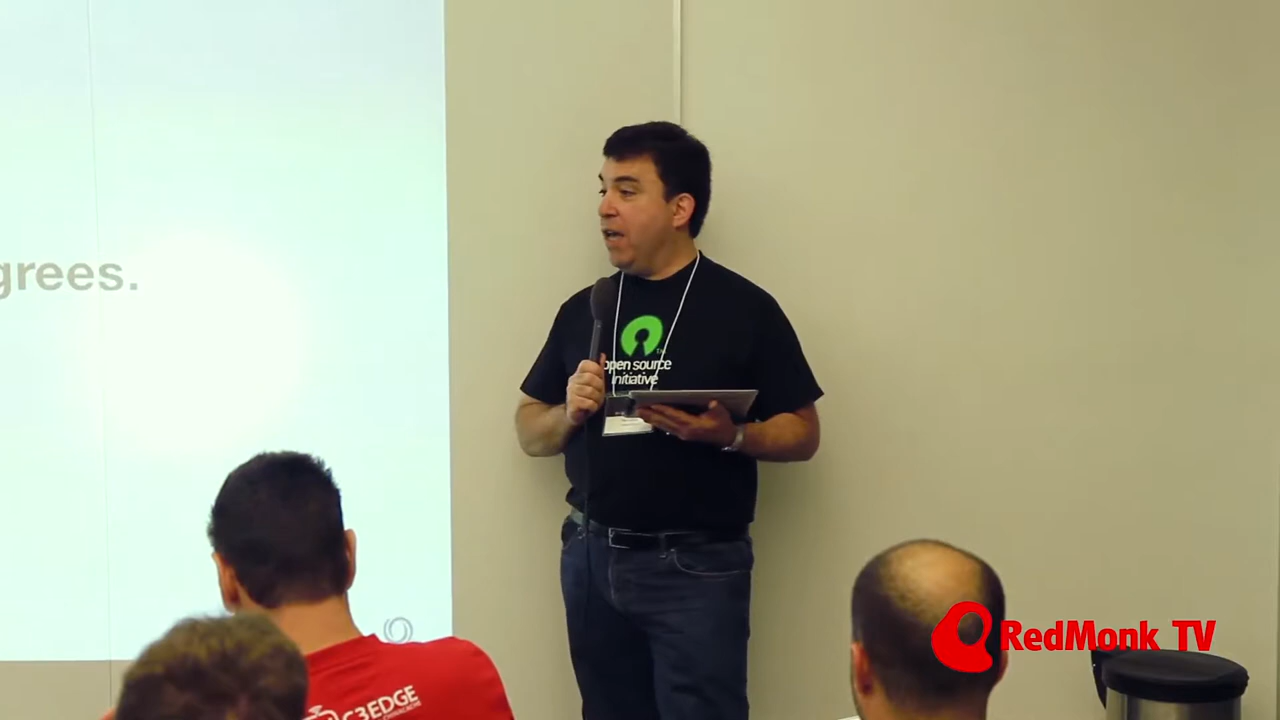 grees.
open source
initiative
C3EDGE
RedMonk TV